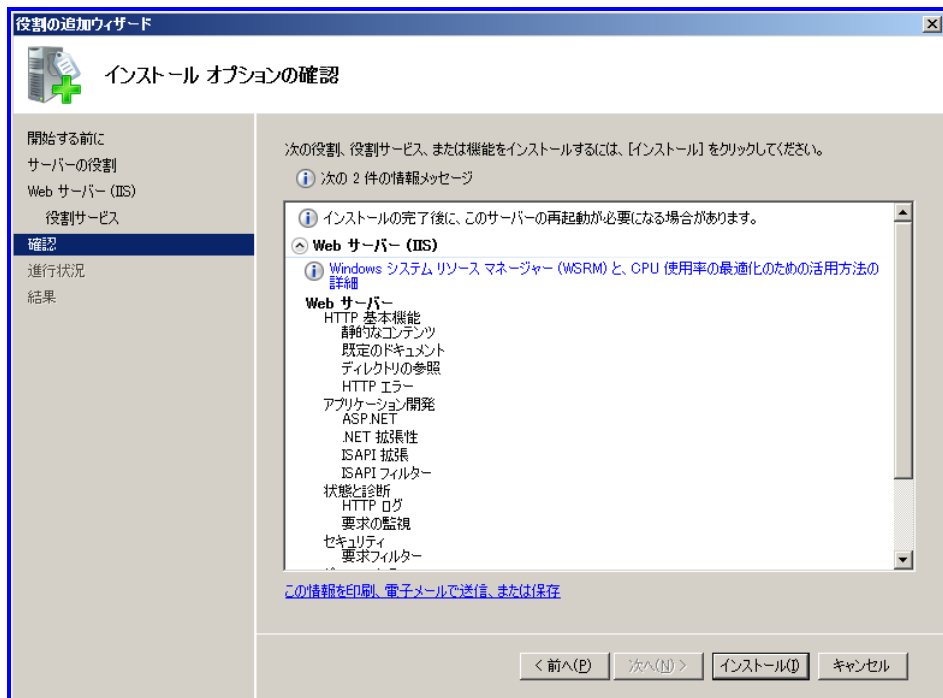 役割の追加ウィザード
インストール オプションの確認
開始する前に
サーバーの役割
Web サーバー (IIS)
役割サービス
確認
進行状況
結果
次の役割、役割サービス、または機能をインストールするには、[インストール] をクリックしてください。
次の 2 件の情報メッセージ
インストールの完了後に、このサーバーの再起動が必要になる場合があります。
Web サーバー (IIS)
Windows システム リソース マネージャー (WSRM) と、CPU 使用率の最適化のための活用方法の
詳細
Web サーバー
HTTP 基本機能
静的なコンテンツ
既定のドキュメント
ディレクトリの参照
HTTP エラー
アプリケーション開発
ASP.NET
.NET 拡張性
ISAPI 拡張
ISAPI フィルター
状態と診断
HTTP ログ
要求の監視
セキュリティ
要求フィルター
この情報を印刷、電子メールで送信、または保存
< 前へ(P)
次へ(N) >
インストール(I)
キャンセル